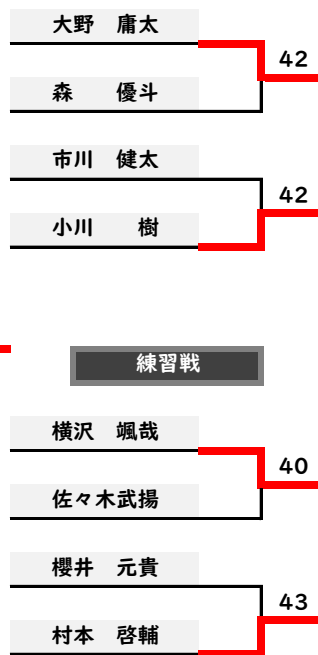 大野　庸太
42
森　　優斗
市川　健太
42
小川　　樹
練習戦
横沢　颯哉
40
佐々木武揚
櫻井　元貴
43
村本　啓輔